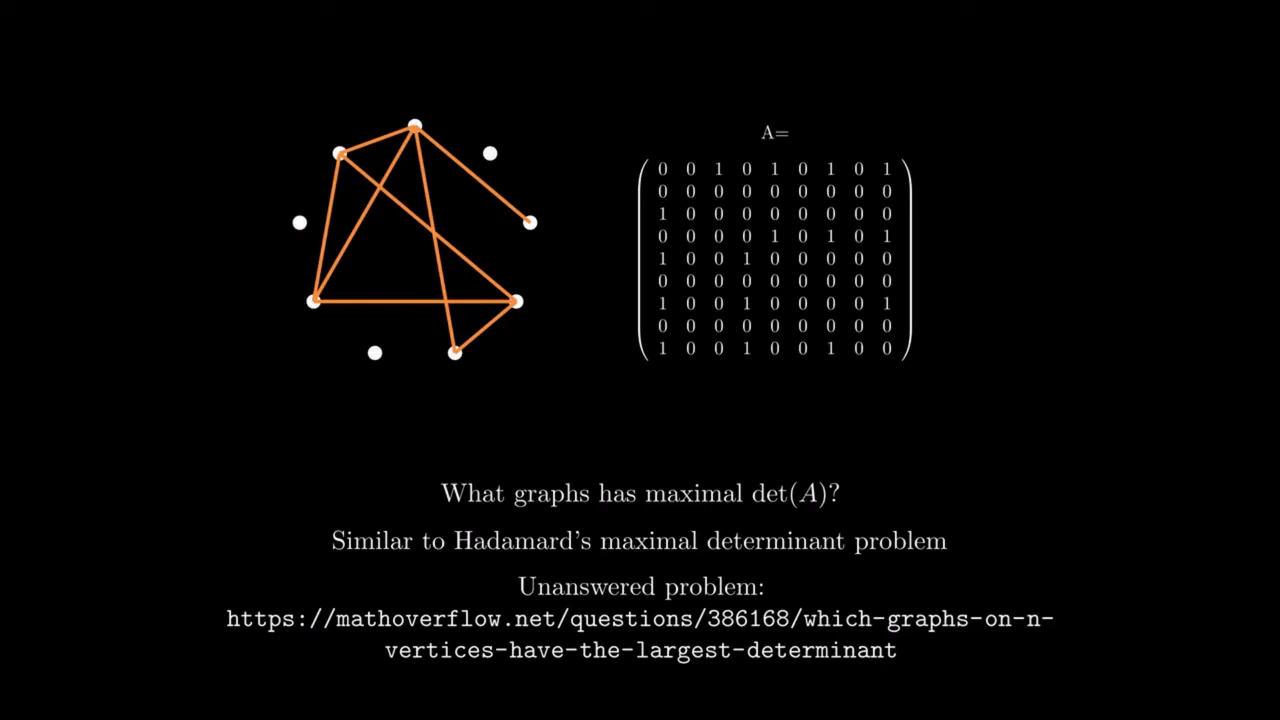 A=
0 0 1 0 1 0 1 0 1
0 0 0 0 0 0 0 0 0
1 0 0 0 0 0 0 0 0
0 0 0 0 1 0 1 0 1
1 0 0 1 0 0 0 0 0
0 0 0 0 0 0 0 0 0
1 0 0 1 0 0 0 0 1
0 0 0 0 0 0 0 0 0
1 0 0 1 0 0 1 0 0
What graphs has maximal det(A)?
Similar to Hadamard's maximal determinant problem
Unanswered problem:
https://mathoverflow.net/questions/386168/which-graphs-on-n-
vertices-have-the-largest-determinant